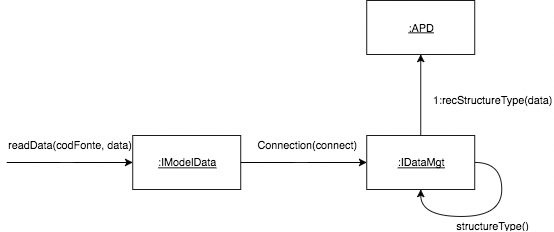 :APD
1:recStructureType(data)
readData(codFonte, data)
Connection(connect)
:IModelData
:IDataMgt
structureType()